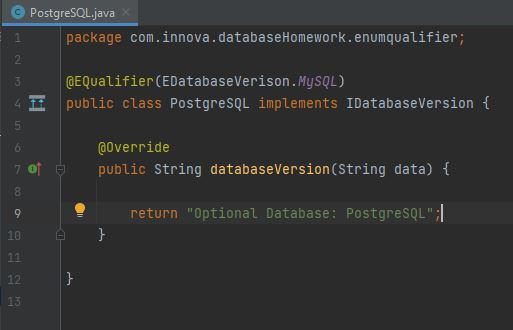 PostgreSQL.java
1 package com.innova.databaseHomework.enumqualifier;
2
3 @EQualifier(EDatabaseVerison.MySQL)
4 public class PostgreSQL implements IDatabaseVersion {
5
6 @Override
7 public String databaseVersion(String data) {
8
9 return "Optional Database: PostgreSQL";
10 }
11
12 }
13